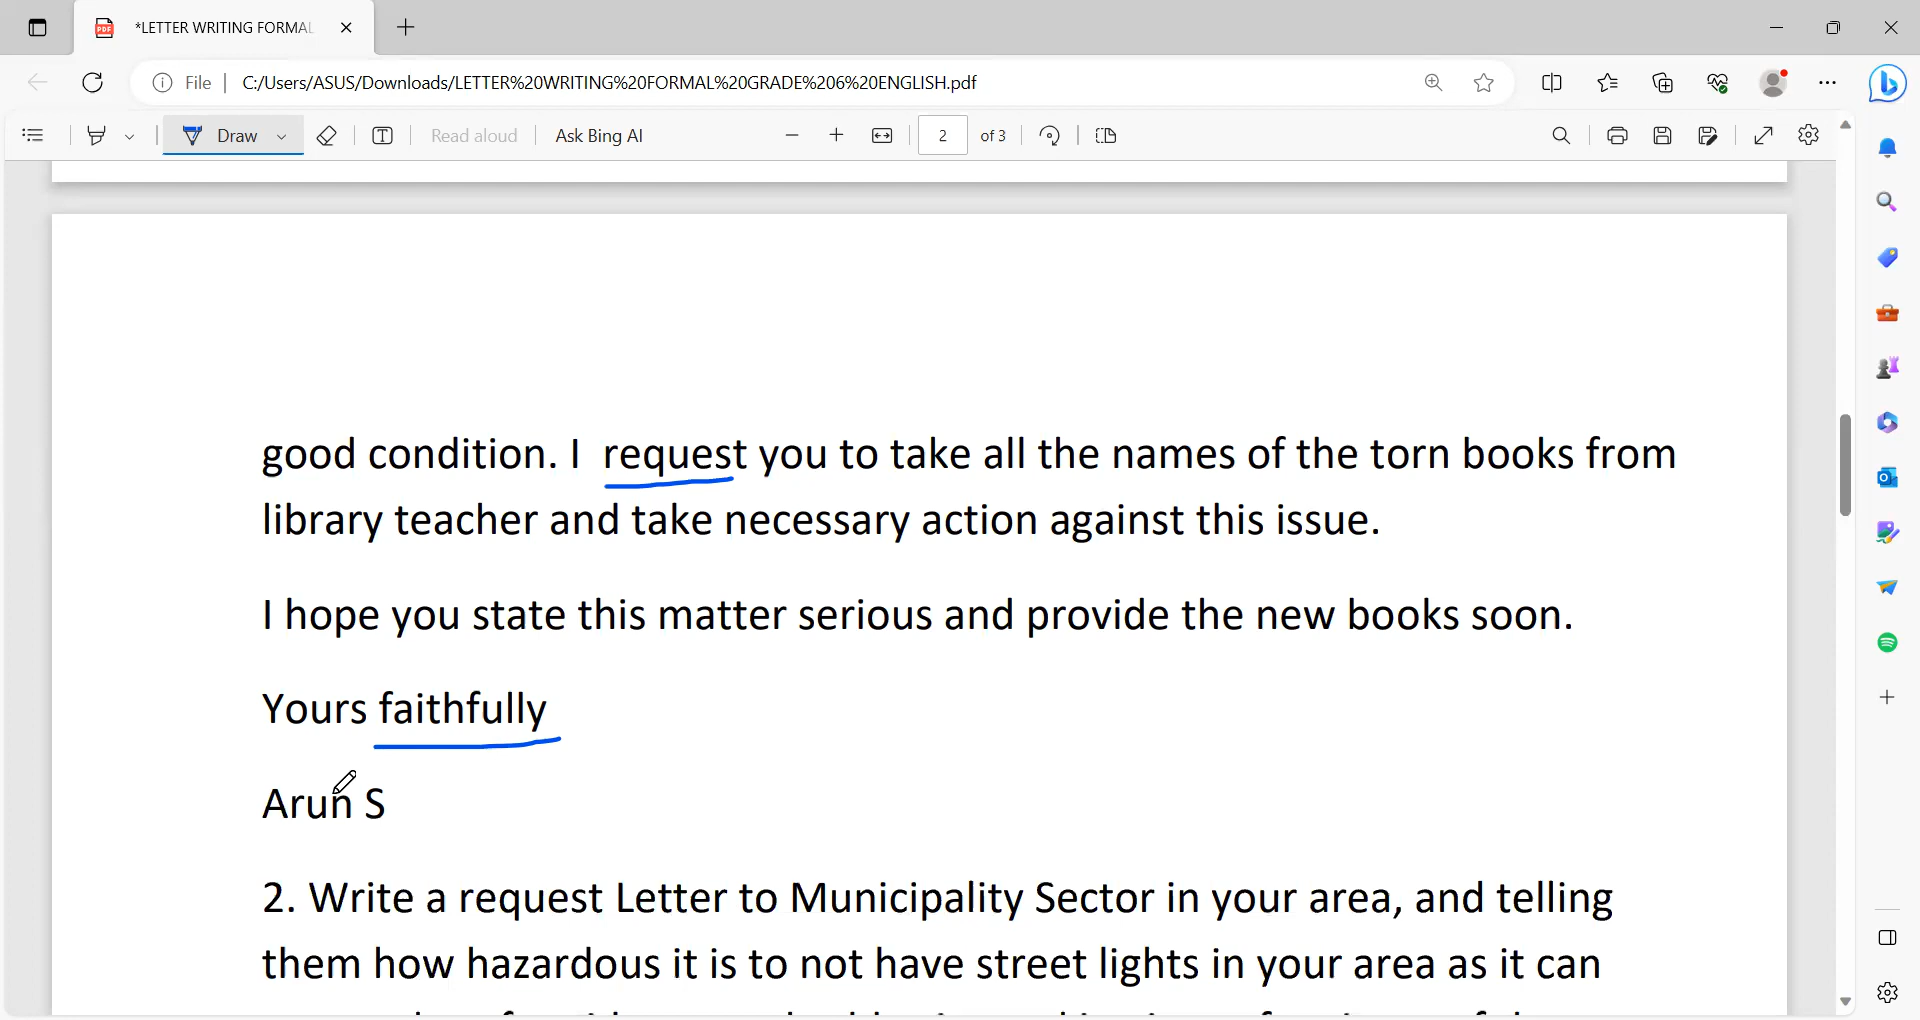 *LETTER WRITING FORMAL
File
C:/Users/ASUS/Downloads/LETTER%20WRITING%20FORMAL%20GRADE%206%20ENGLISH.pdf
Draw
Read aloud
Ask Bing AI
2 of 3
good condition. I request you to take all the names of the torn books from
library teacher and take necessary action against this issue.
I hope you state this matter serious and provide the new books soon.
Yours faithfully
Arun S
2. Write a request Letter to Municipality Sector in your area, and telling
them how hazardous it is to not have street lights in your area as it can